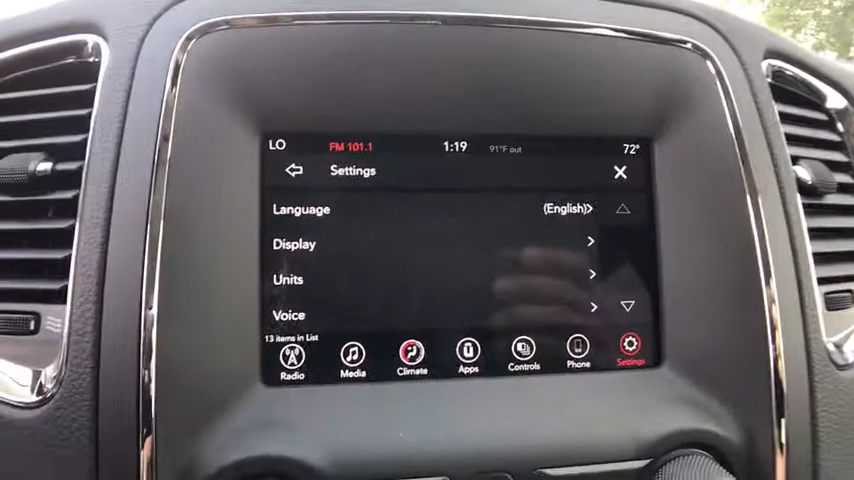 LO FM 101.1 1:19 91°F out 72°
Settings
Language (English)
Display
Units
Voice
13 items in List
Radio Media Climate Apps Controls Phone Settings